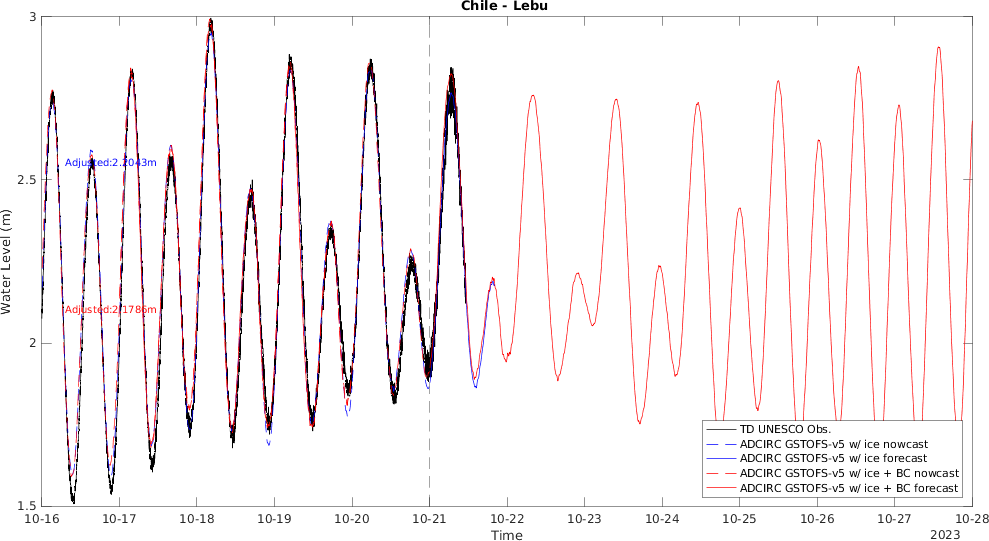 Chile - Lebu
3
2.5
2
1.5
Water Level (m)
Adjusted:2.2043m
Adjusted:2.1786m
TD UNESCO Obs.
ADCIRC GSTOFS-v5 w/ ice nowcast
ADCIRC GSTOFS-v5 w/ ice forecast
ADCIRC GSTOFS-v5 w/ ice + BC nowcast
ADCIRC GSTOFS-v5 w/ ice + BC forecast
10-16 10-17 10-18 10-19 10-20 10-21 10-22 10-23 10-24 10-25 10-26 10-27 10-28
Time
2023